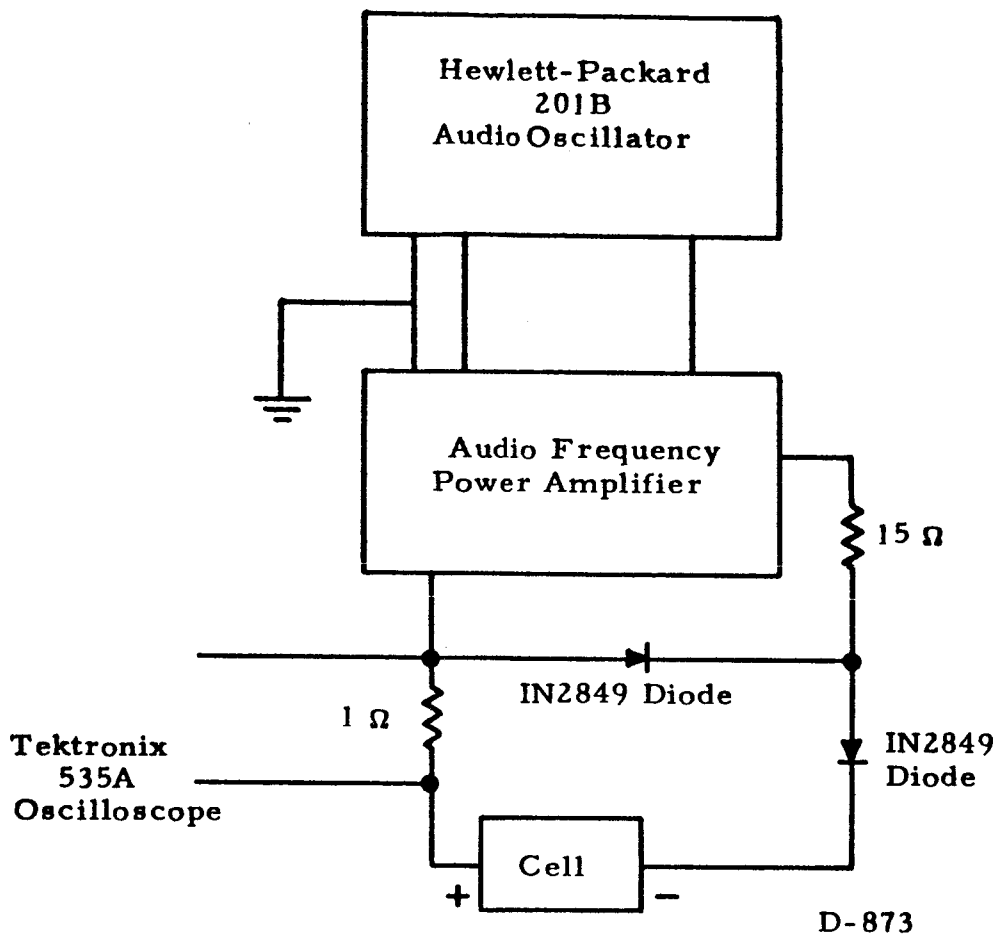 Hewlett-Packard
201B
Audio Oscillator
Audio Frequency
Power Amplifier
15 Ω
IN2849 Diode
1 Ω
Tektronix
535A
Oscilloscope
IN2849
Diode
Cell
+
−
D-873